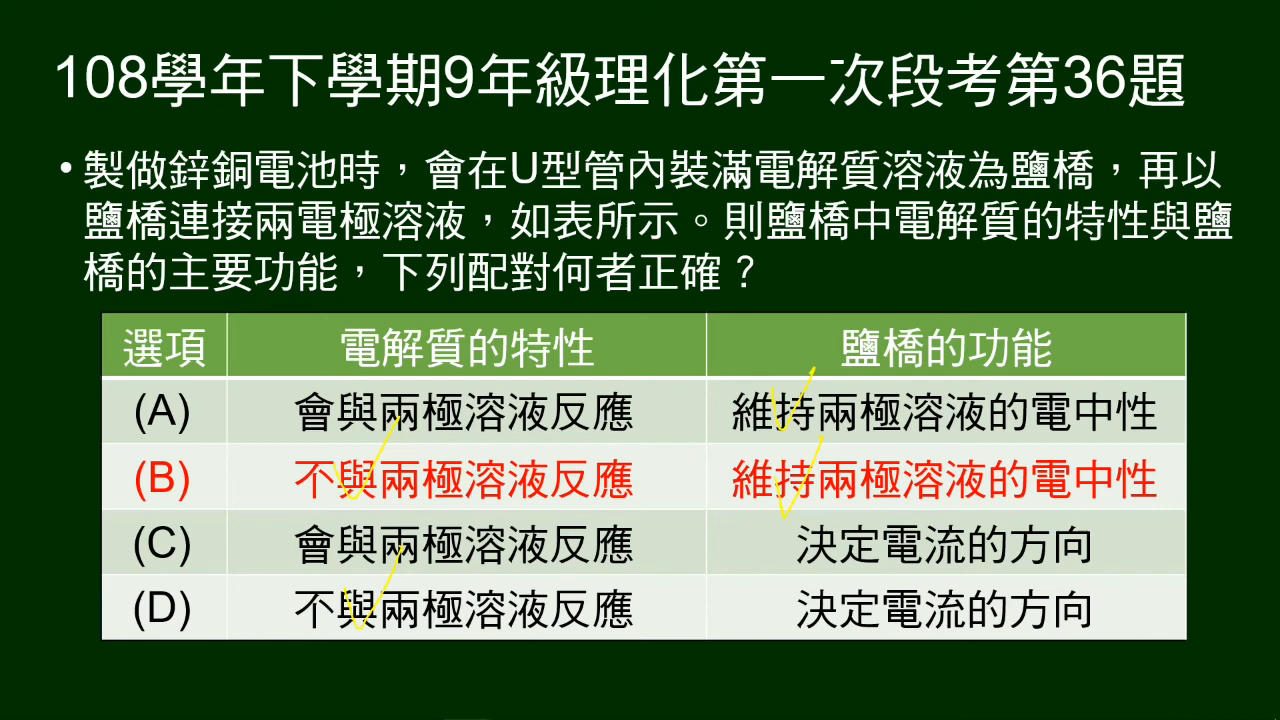 108學年下學期9年級理化第一次段考第36題
• 製做鋅銅電池時，會在U型管內裝滿電解質溶液為鹽橋，再以
鹽橋連接兩電極溶液，如表所示。則鹽橋中電解質的特性與鹽
橋的主要功能，下列配對何者正確？
選項 電解質的特性 鹽橋的功能
(A) 會與兩極溶液反應 維持兩極溶液的電中性
(B) 不與兩極溶液反應 維持兩極溶液的電中性
(C) 會與兩極溶液反應 決定電流的方向
(D) 不與兩極溶液反應 決定電流的方向